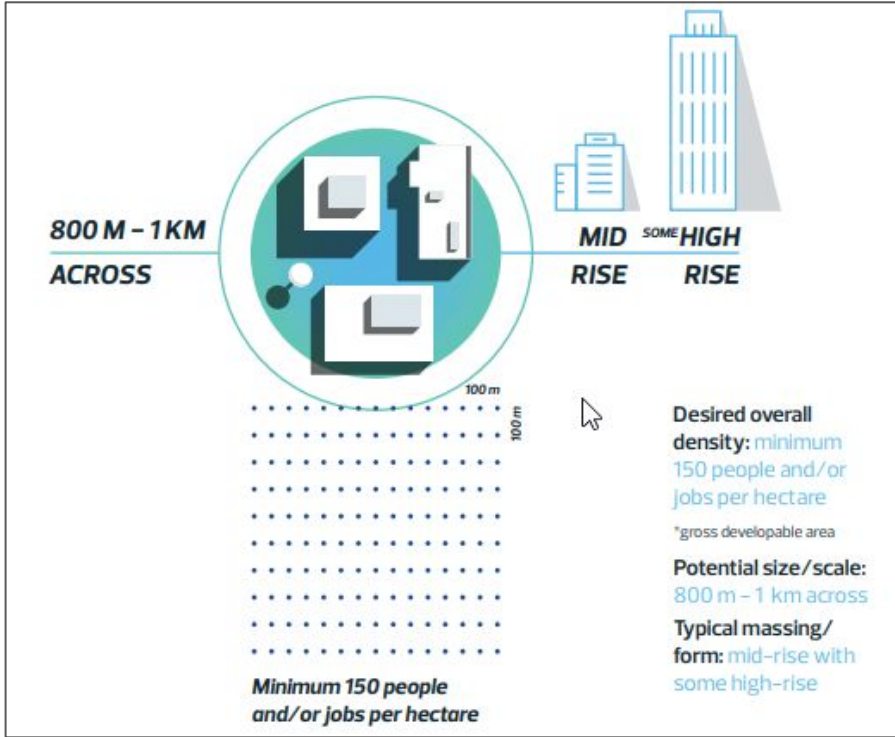 800 M – 1 KM
ACROSS
MID
RISE
SOME HIGH
RISE
100 m
100 m
Minimum 150 people
and/or jobs per hectare
Desired overall
density: minimum
150 people and/or
jobs per hectare
*gross developable area
Potential size/scale:
800 m – 1 km across
Typical massing/
form: mid-rise with
some high-rise